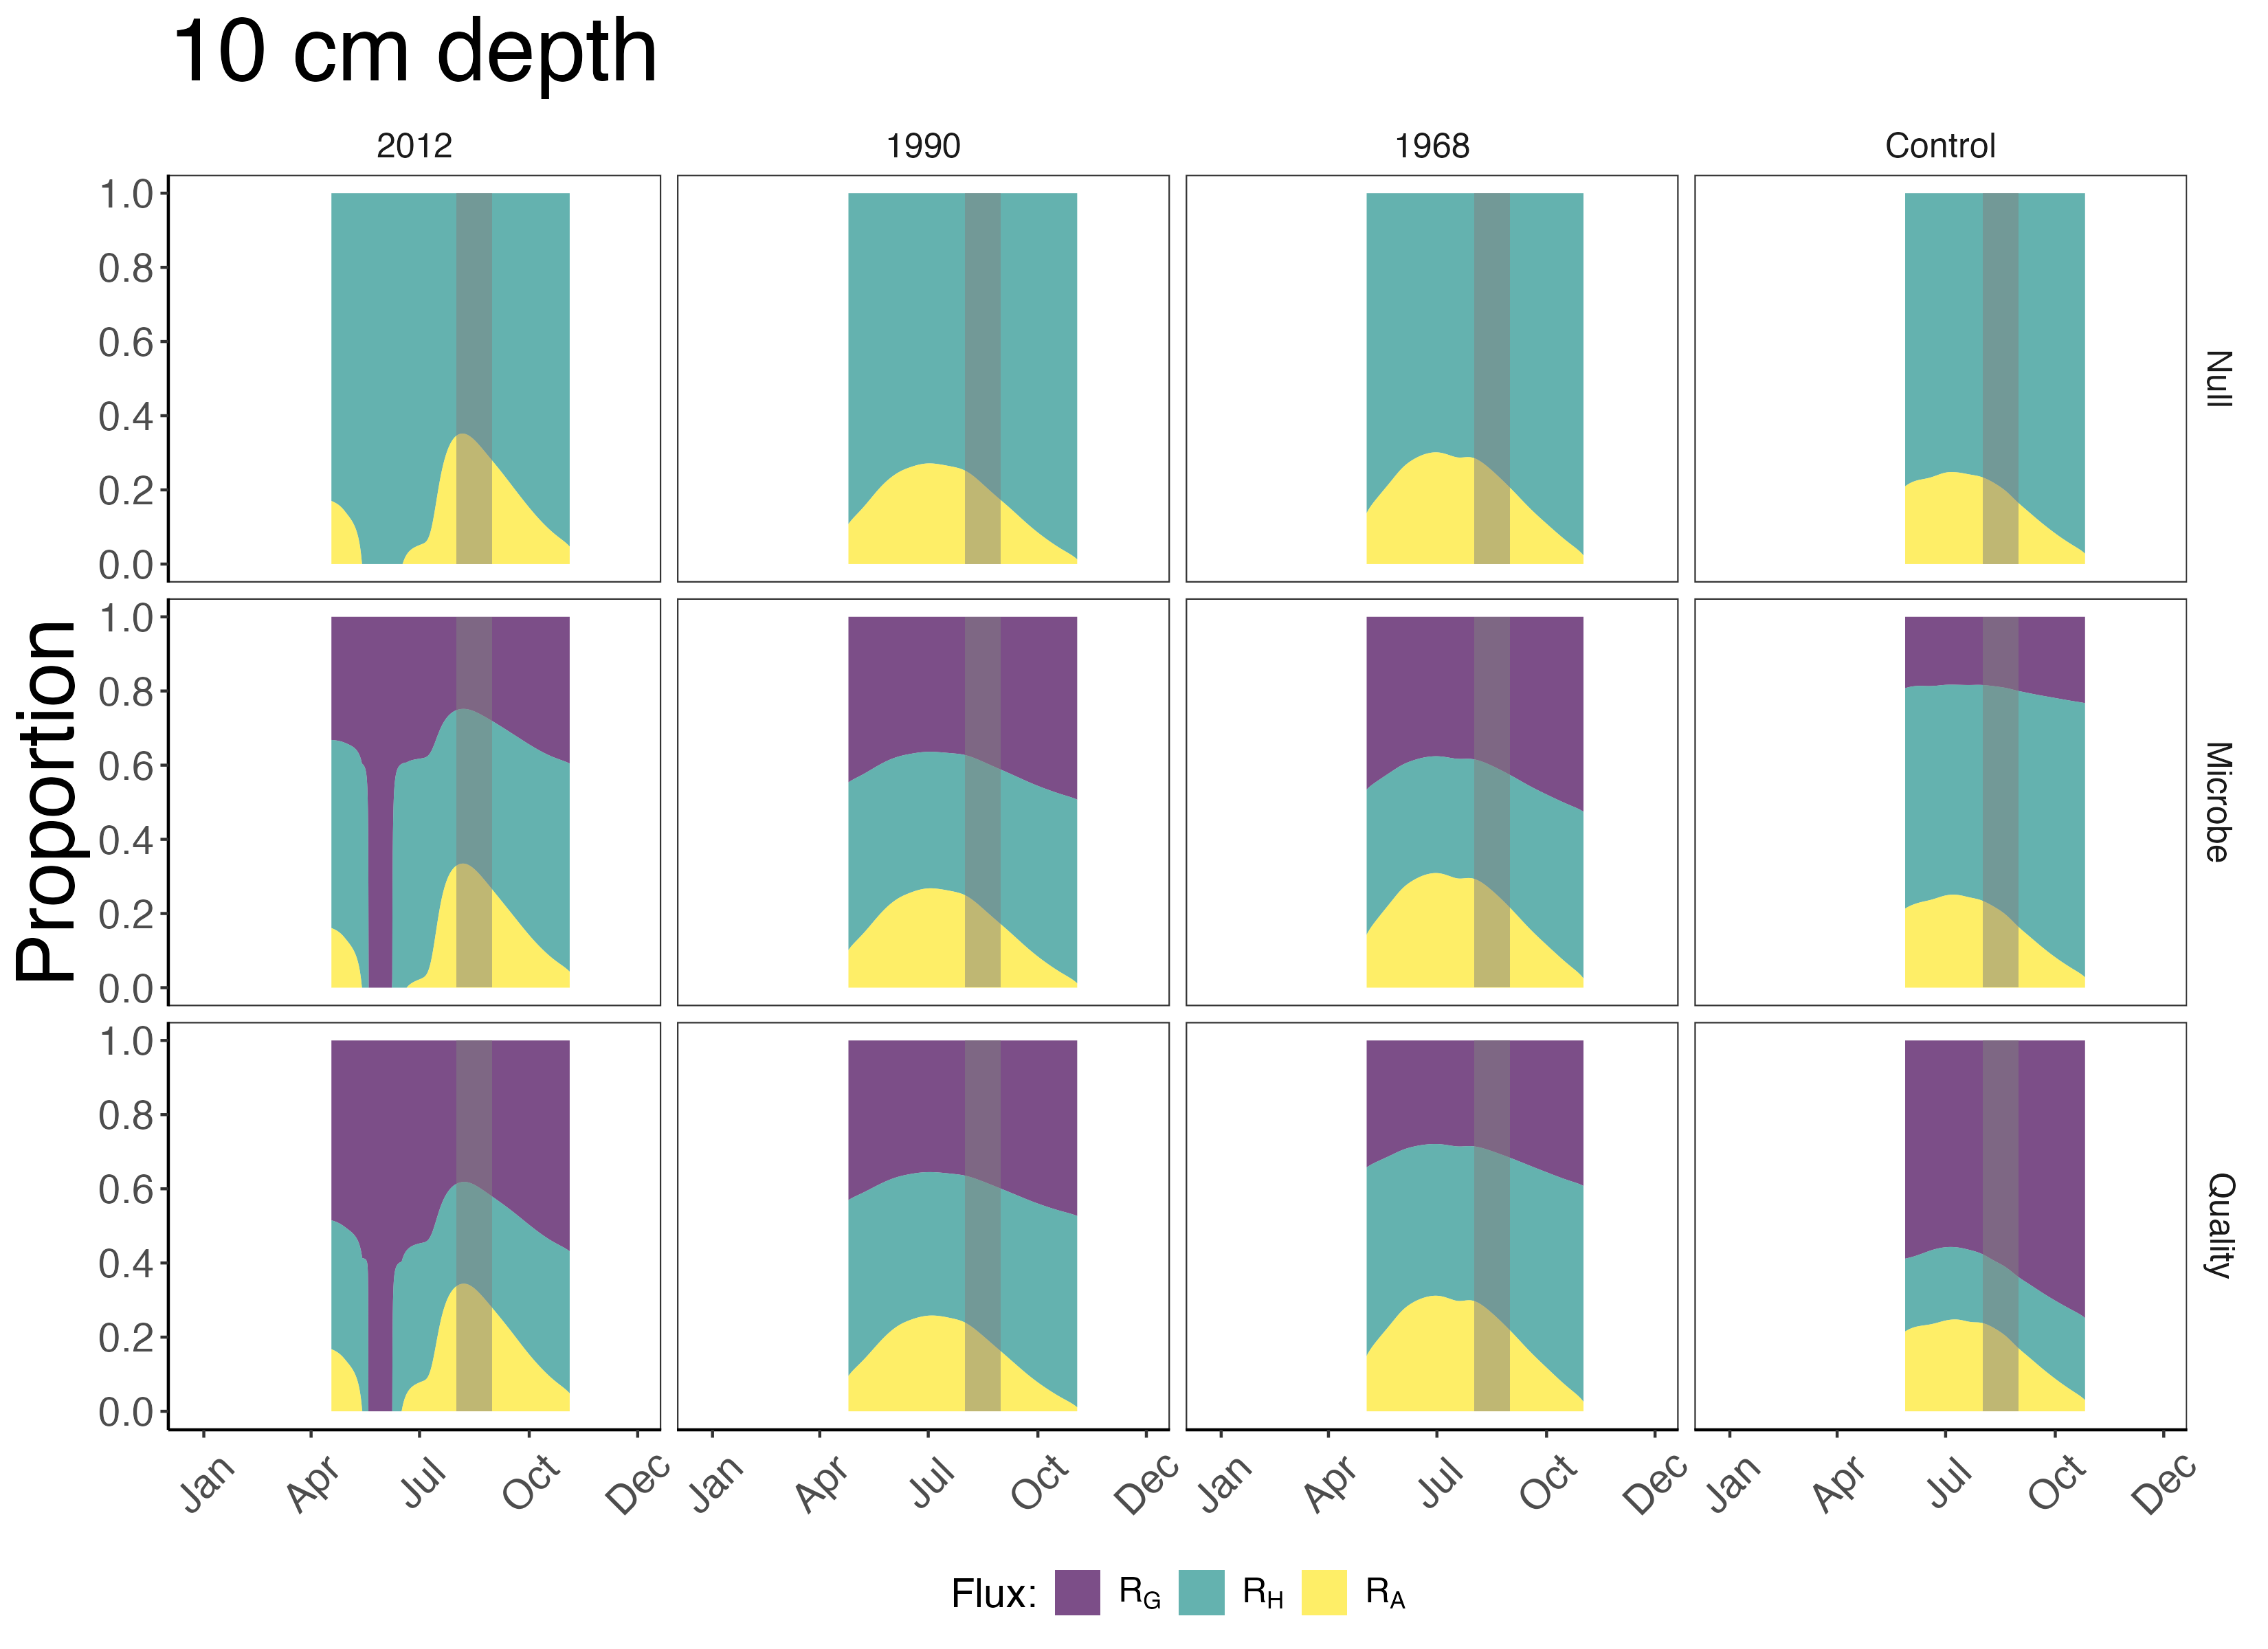 10 cm depth
2012 1990 1968 Control
1.0
0.8
0.6
0.4
0.2
0.0
Null
1.0
0.8
0.6
0.4
0.2
0.0
Microbe
Proportion
1.0
0.8
0.6
0.4
0.2
0.0
Quality
Jan Apr Jul Oct Dec Jan Apr Jul Oct Dec Jan Apr Jul Oct Dec Jan Apr Jul Oct Dec
Flux: RG RH RA